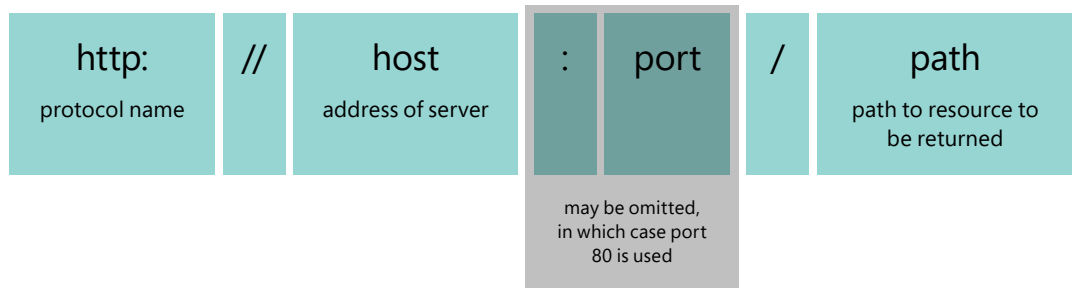 http: // host : port / path
protocol name address of server path to resource to
be returned
may be omitted,
in which case port
80 is used